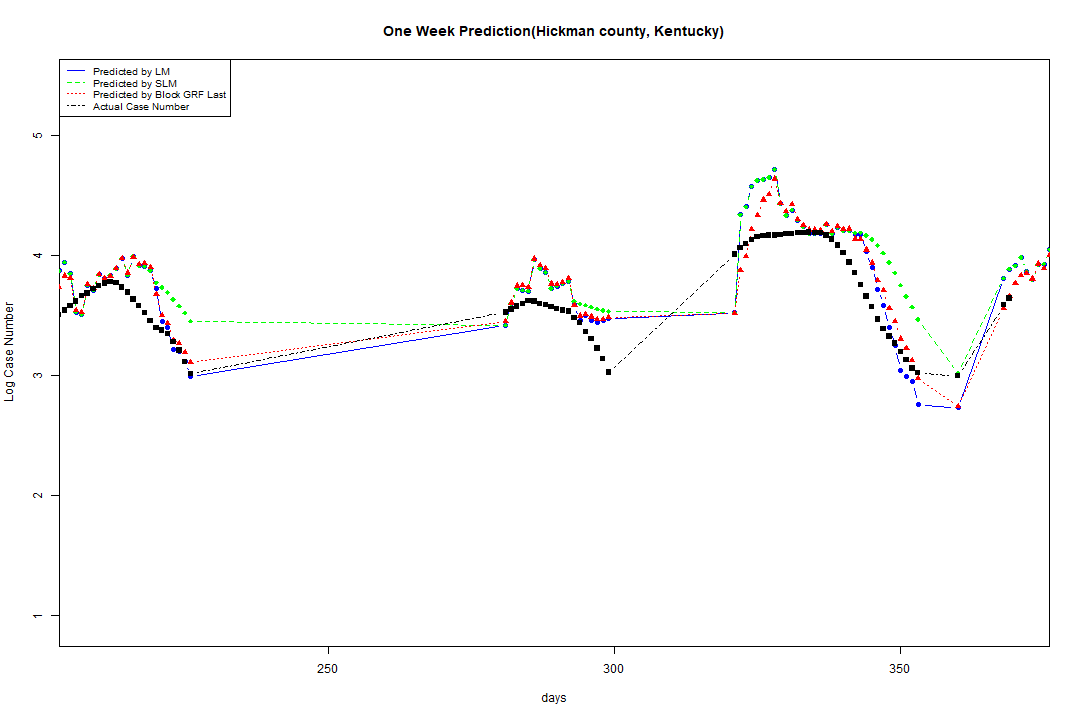 One Week Prediction(Hickman county, Kentucky)
Predicted by LM
Predicted by SLM
Predicted by Block GRF Last
Actual Case Number
5
4
3
2
1
Log Case Number
250
300
350
days